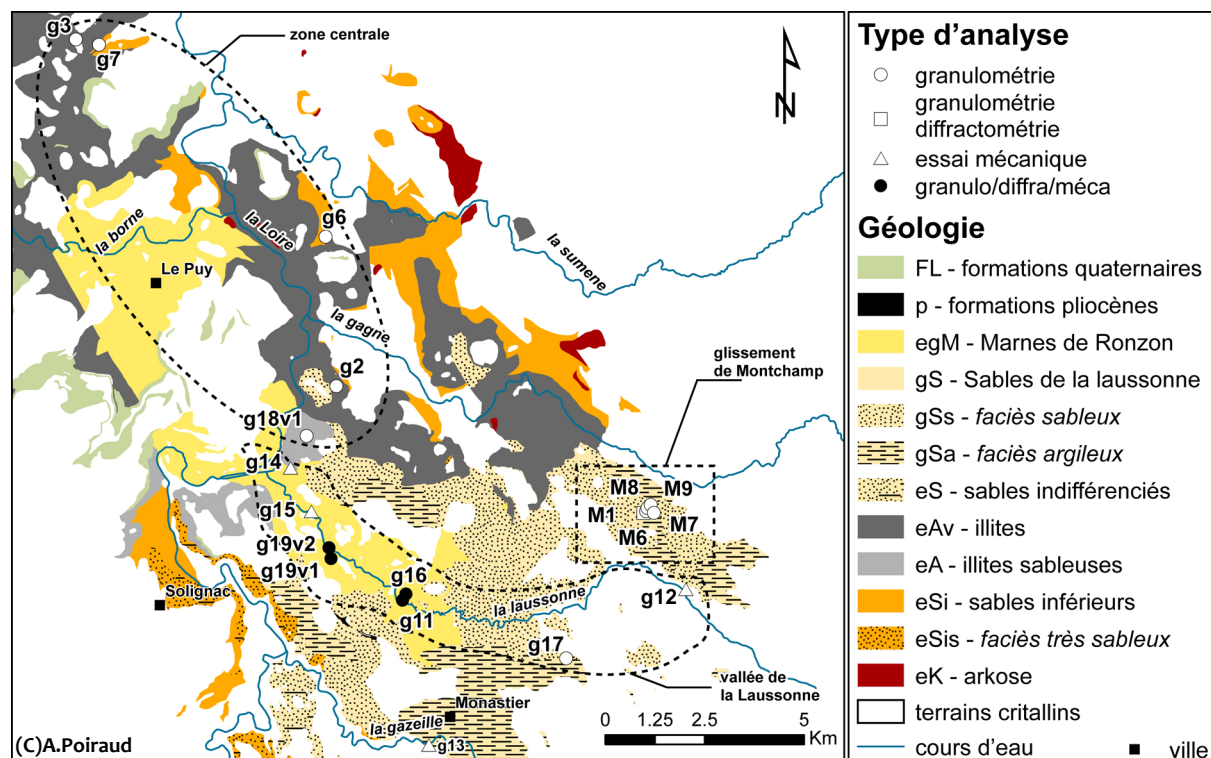 g3
g7
zone centrale
N
la borne
la Loire
g6
la sumene
Le Puy
la gagne
g2
glissement
de Montchamp
g18v1
g14
M8
M9
M1
M7
M6
g15
g19v2
g19v1
g16
g11
la laussonne
g12
Solignac
g17
vallée de
la Laussonne
Monastier
la gazeille
g13
0 1.25 2.5 5
Km
(C)A.Poiraud
Type d'analyse
granulométrie
granulométrie
diffractométrie
essai mécanique
granulo/diffra/méca
Géologie
FL - formations quaternaires
p - formations pliocènes
egM - Marnes de Ronzon
gS - Sables de la laussonne
gSs - faciès sableux
gSa - faciès argileux
eS - sables indifférenciés
eAv - illites
eA - illites sableuses
eSi - sables inférieurs
eSis - faciès très sableux
eK - arkose
terrains critallins
cours d'eau
ville